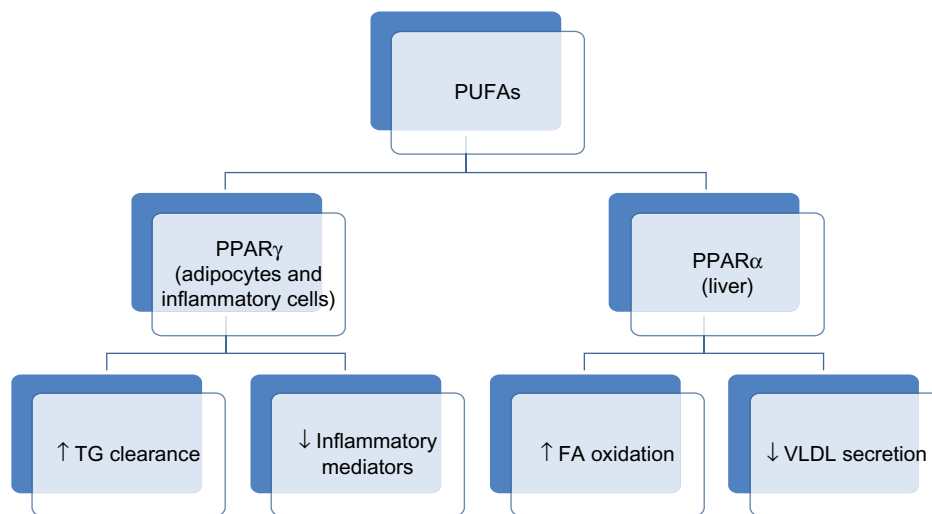 PUFAs
PPARγ
(adipocytes and
inflammatory cells)
PPARα
(liver)
↑ TG clearance
↓ Inflammatory
mediators
↑ FA oxidation
↓ VLDL secretion